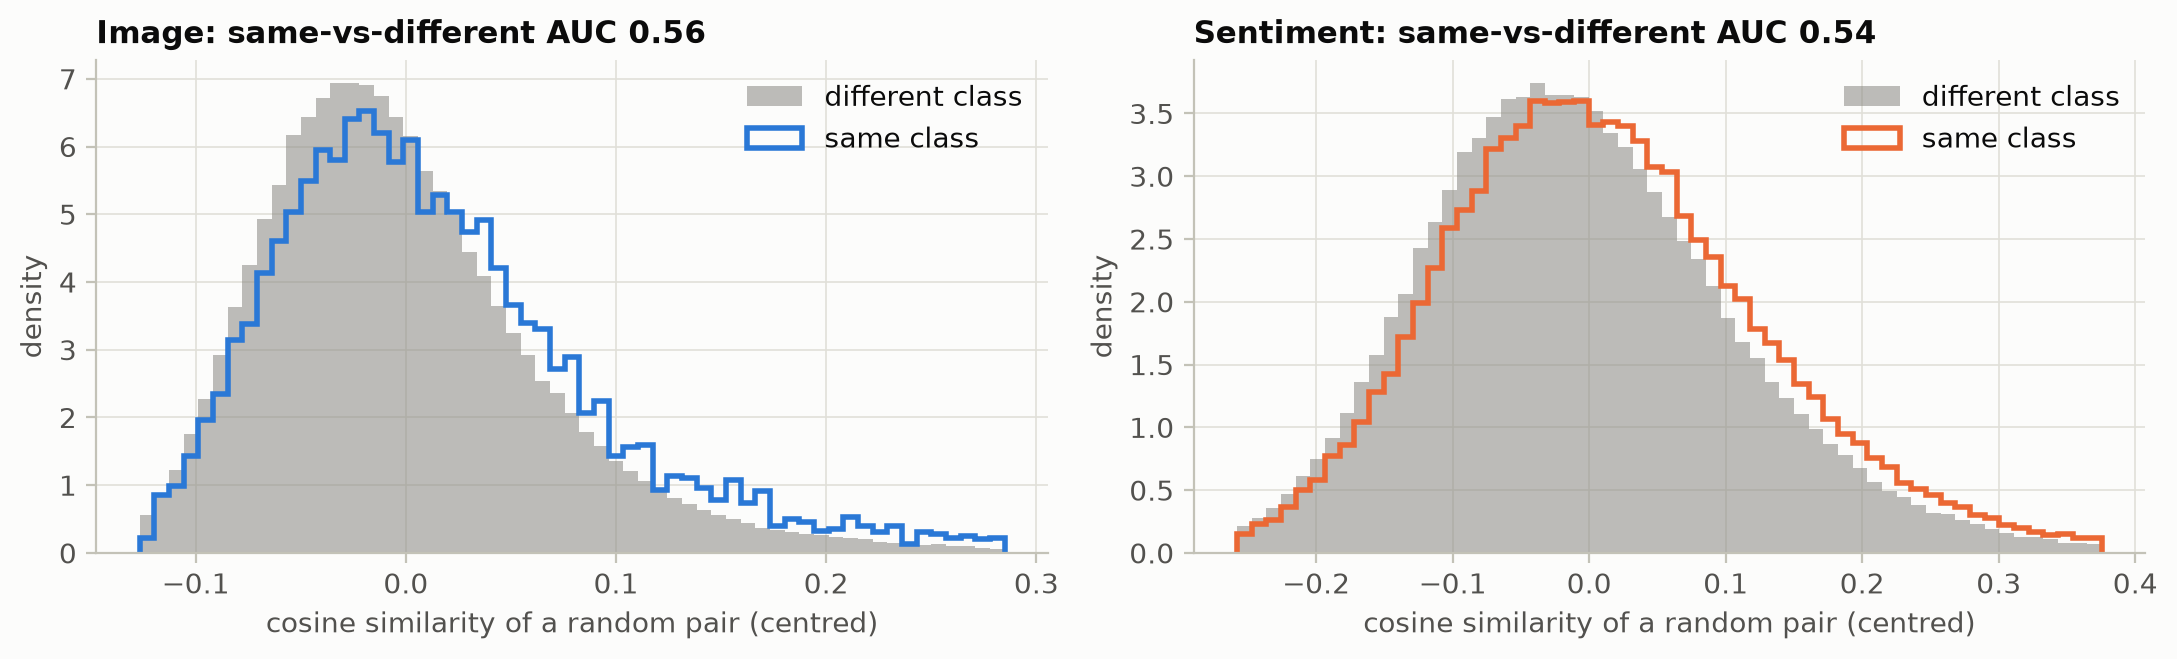 Image: same-vs-different AUC 0.56
7
6
5
4
3
2
1
0
density
different class
same class
−0.1
0.0
0.1
0.2
0.3
cosine similarity of a random pair (centred)
Sentiment: same-vs-different AUC 0.54
3.5
3.0
2.5
2.0
1.5
1.0
0.5
0.0
density
different class
same class
−0.2
−0.1
0.0
0.1
0.2
0.3
0.4
cosine similarity of a random pair (centred)